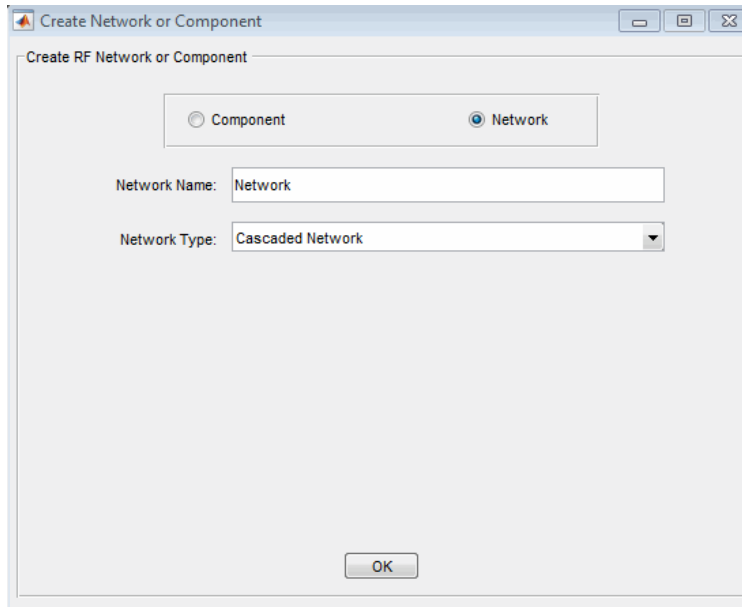 Create Network or Component
Create RF Network or Component
Component Network
Network Name: Network
Network Type: Cascaded Network
OK